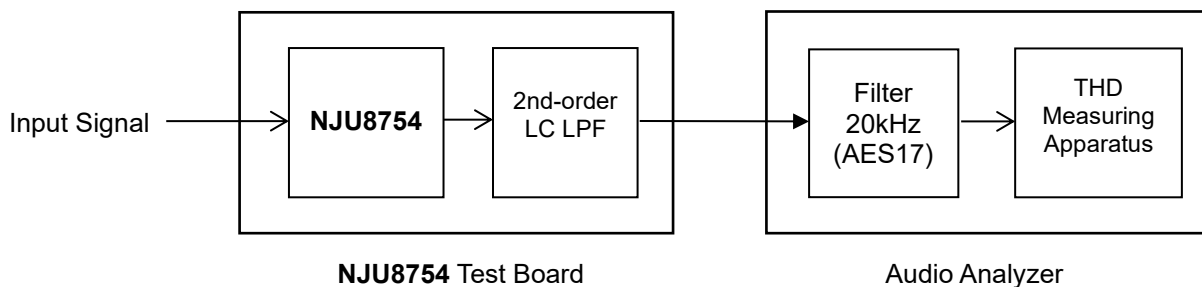 Input Signal
NJU8754
2nd-order
LC LPF
Filter
20kHz
(AES17)
THD
Measuring
Apparatus
NJU8754 Test Board
Audio Analyzer